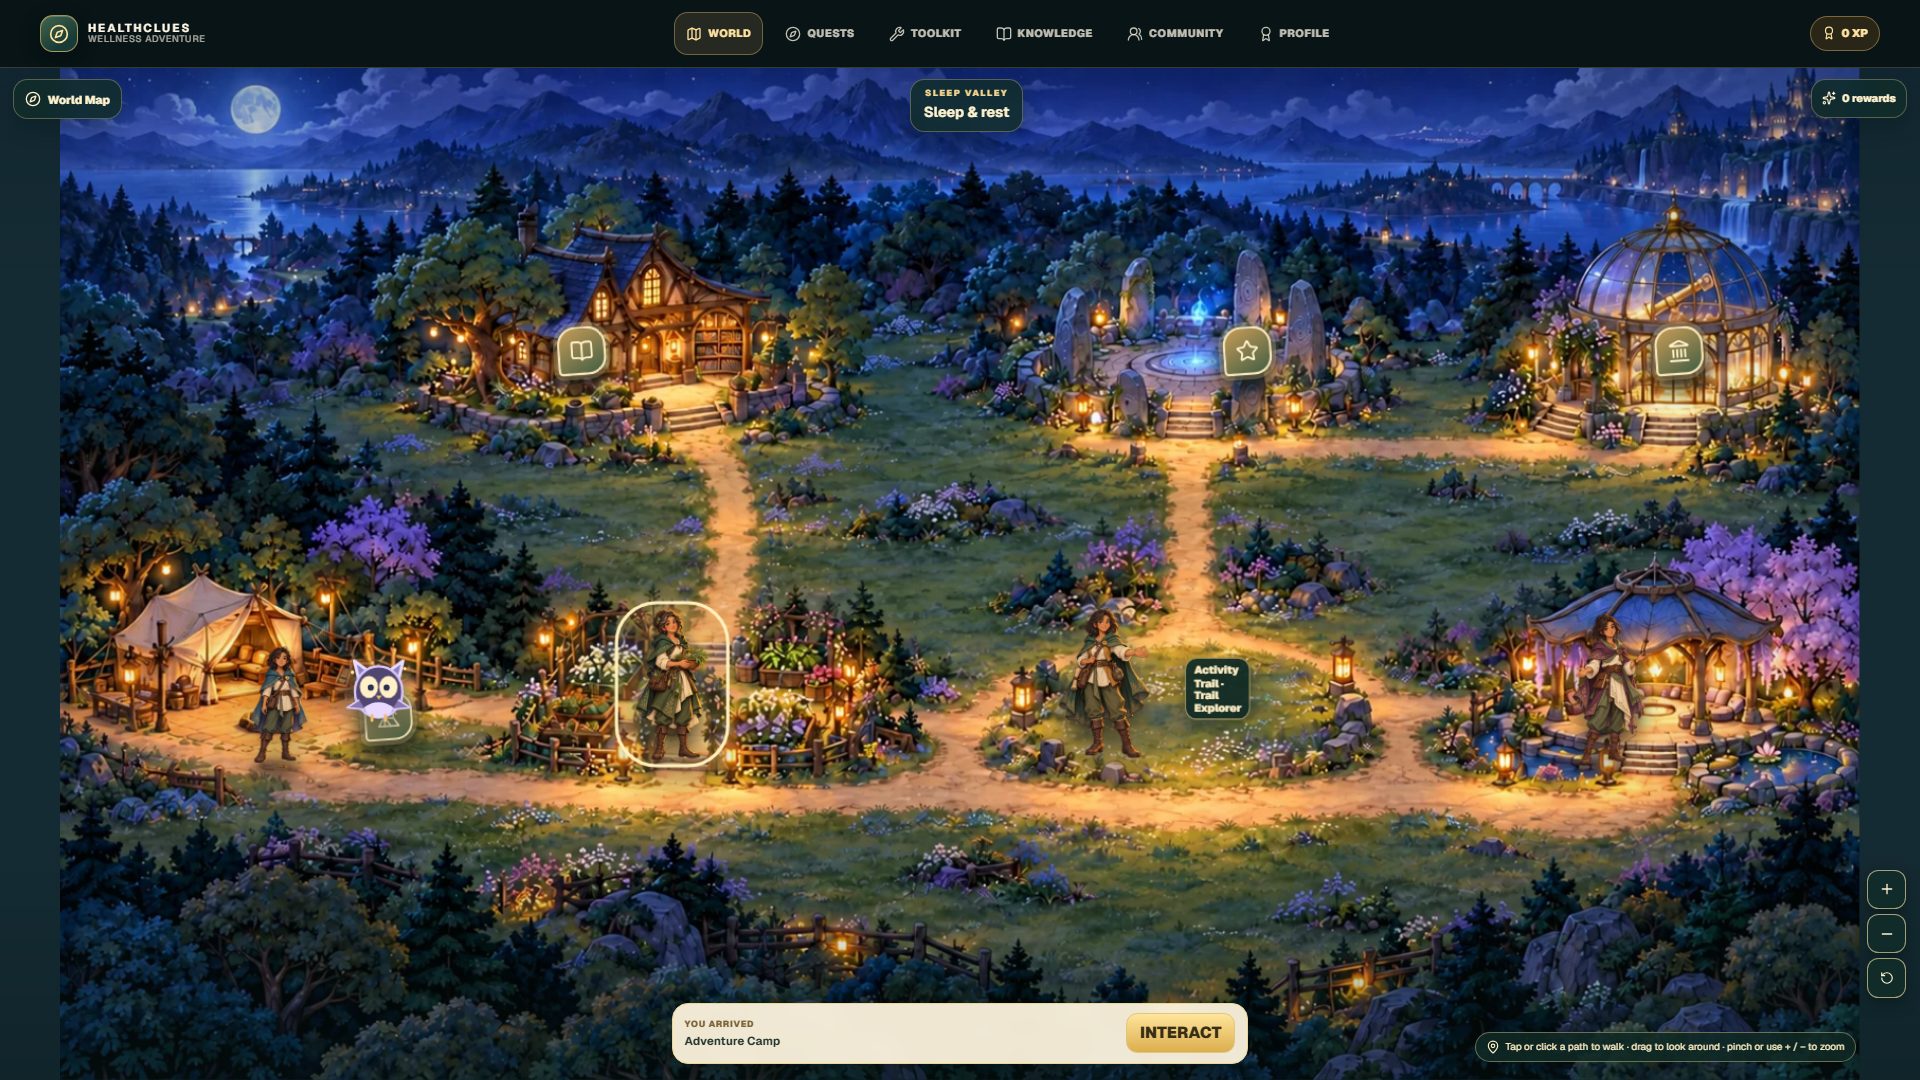 HEALTHCLUES
WELLNESS ADVENTURE
WORLD
QUESTS
TOOLKIT
KNOWLEDGE
COMMUNITY
PROFILE
0 XP
World Map
SLEEP VALLEY
Sleep & rest
0 rewards
Activity
Trail ·
Trail
Explorer
YOU ARRIVED
Adventure Camp
INTERACT
Tap or click a path to walk · drag to look around · pinch or use + / − to zoom